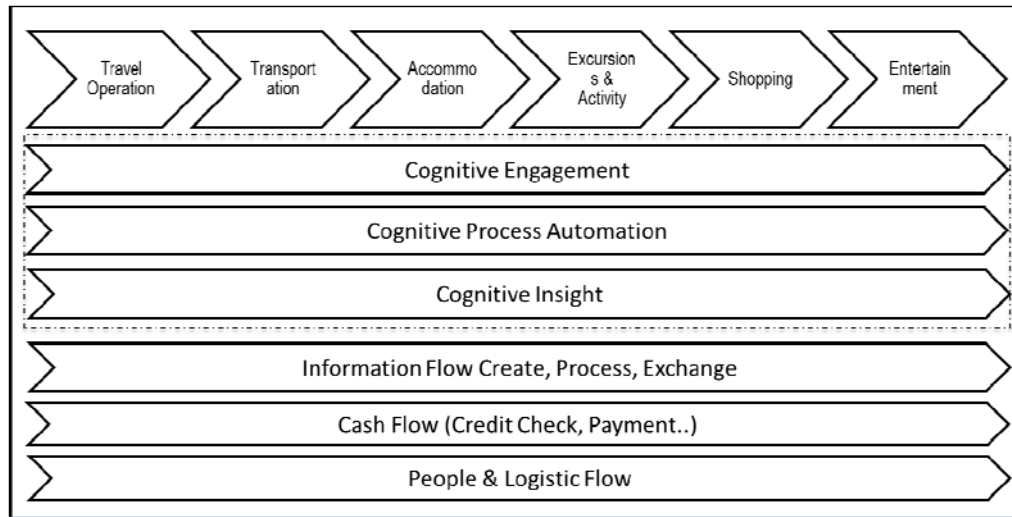 Travel
Operation
Transport
ation
Accommo
dation
Excursion
s &
Activity
Shopping
Entertain
ment
Cognitive Engagement
Cognitive Process Automation
Cognitive Insight
Information Flow Create, Process, Exchange
Cash Flow (Credit Check, Payment..)
People & Logistic Flow